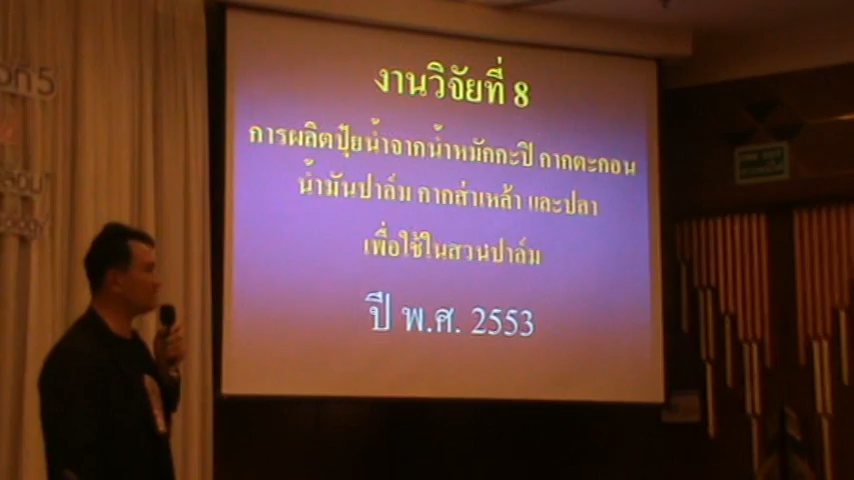 งานวิจัยที่ 8
การผลิตปุ๋ยน้ำจากน้ำหมักกะปิ กากตะกอน
น้ำมันปาล์ม กากส่าเหล้า และปลา
เพื่อใช้ในสวนปาล์ม
ปี พ.ศ. 2553